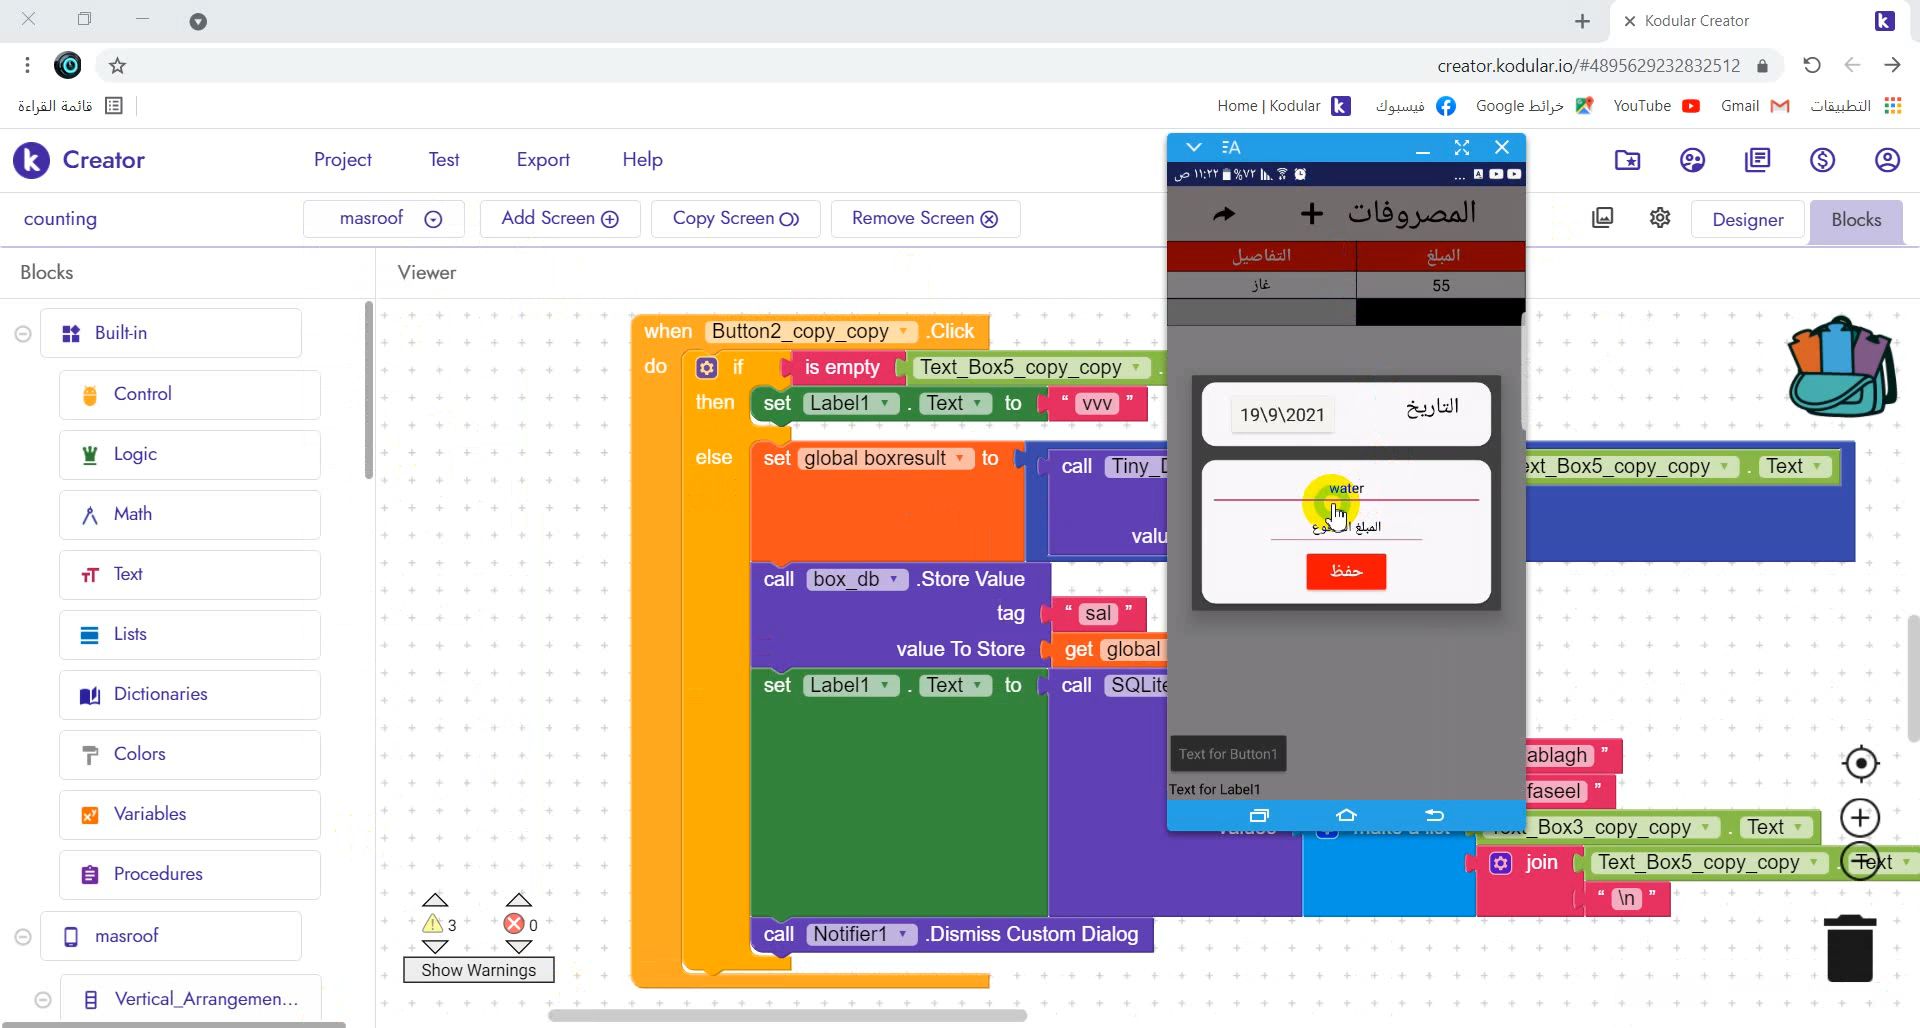 Kodular Creator
creator.kodular.io/#4895629232832512
قائمة القراءة
Home | Kodular
فيسبوك
خرائط Google
YouTube
Gmail
التطبيقات
Creator
Project
Test
Export
Help
counting
masroof
Add Screen
Copy Screen
Remove Screen
Designer
Blocks
Blocks
Viewer
Built-in
Control
Logic
Math
Text
Lists
Dictionaries
Colors
Variables
Procedures
masroof
Vertical_Arrangemen...
when Button2_copy_copy .Click
do if is empty Text_Box5_copy_copy .
then set Label1 . Text to " vvv "
else set global boxresult to call Tiny_D
ext_Box5_copy_copy . Text
valu
call box_db .Store Value
tag " sal "
value To Store get global
set Label1 . Text to call SQLite
ablagh "
faseel "
make a list
Box3_copy_copy . Text
join Text_Box5_copy_copy . Text
" \n "
call Notifier1 .Dismiss Custom Dialog
3
0
Show Warnings
١١:٢٢ ص
%٧٢
المصروفات
المبلغ
التفاصيل
55
غاز
التاريخ
19\9\2021
water
المبلغ
حفظ
Text for Button1
Text for Label1